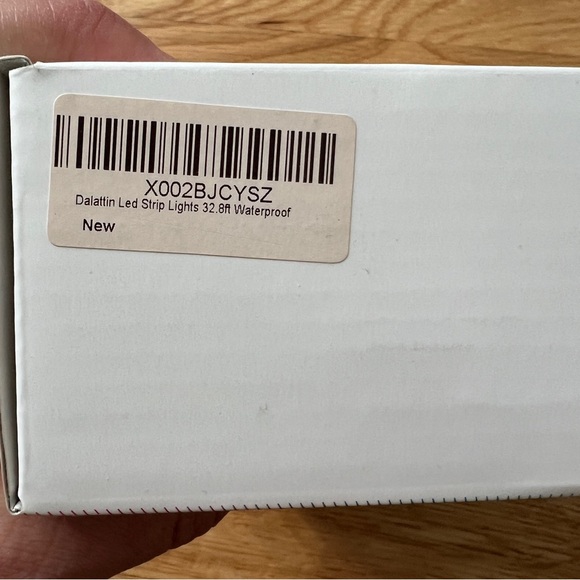 X002BJCYSZ
Dalattin Led Strip Lights 32.8ft Waterproof
New